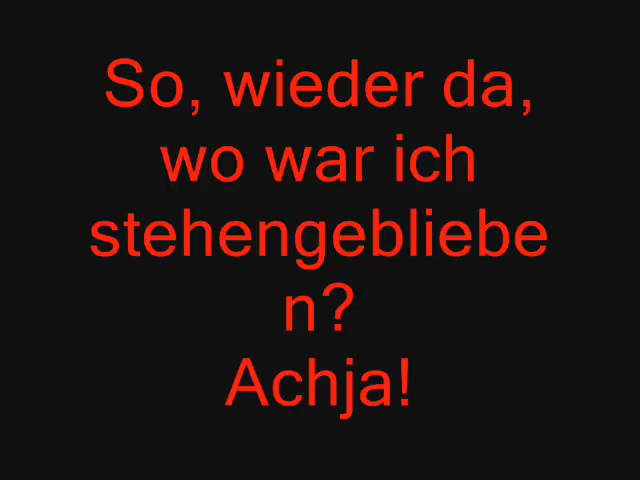 So, wieder da,
wo war ich
stehengebliebe
n?
Achja!